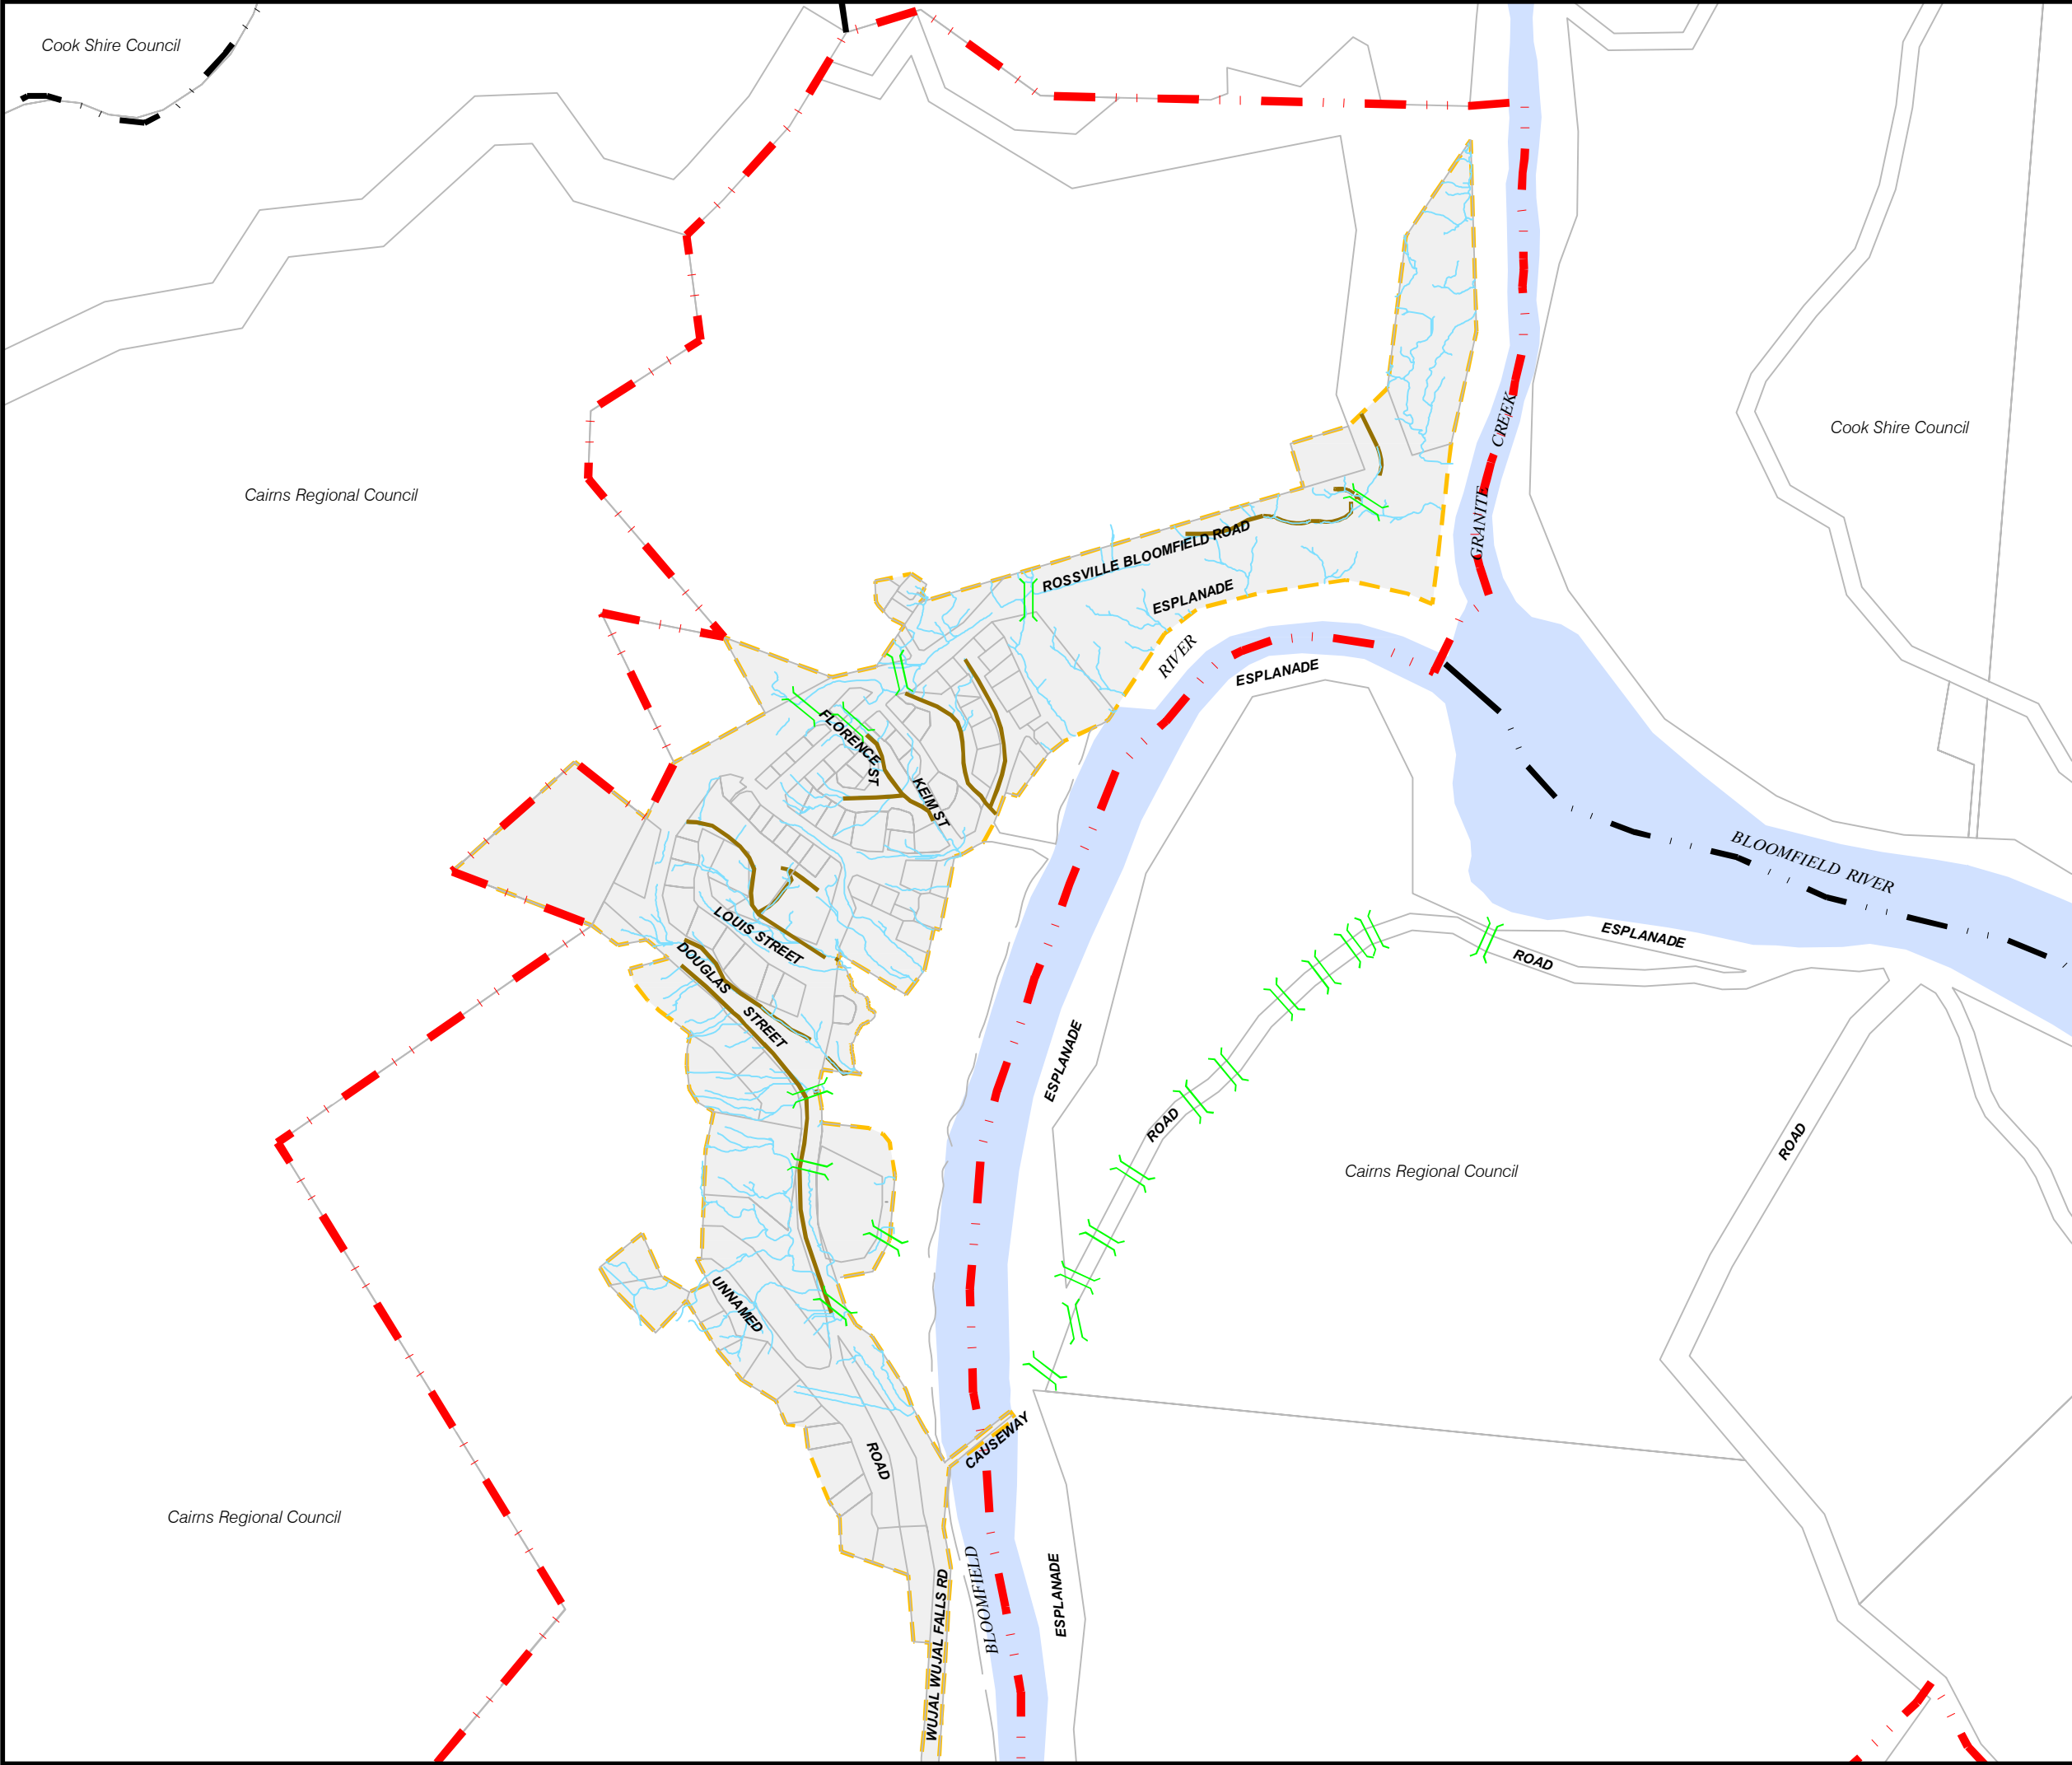 Cook Shire Council
GRANITE CREEK
Cook Shire Council
Cairns Regional Council
ROSSVILLE BLOOMFIELD ROAD
ESPLANADE
RIVER
ESPLANADE
FLORENCE
ST
KEIM ST
BLOOMFIELD RIVER
LOUIS STREET
ESPLANADE
ROAD
DOUGLAS
STREET
ESPLANADE
ROAD
ROAD
Cairns Regional Council
UNNAMED
ROAD
CAUSEWAY
Cairns Regional Council
BLOOMFIELD
ESPLANADE
WUJAL WUJAL FALLS RD